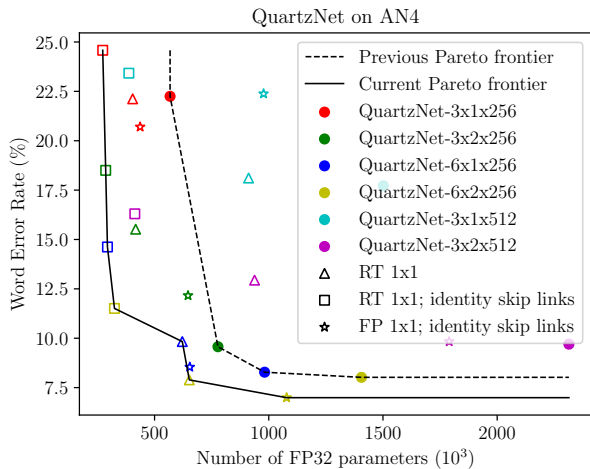 QuartzNet on AN4
Word Error Rate (%)
25.0
22.5
20.0
17.5
15.0
12.5
10.0
7.5
Previous Pareto frontier
Current Pareto frontier
QuartzNet-3x1x256
QuartzNet-3x2x256
QuartzNet-6x1x256
QuartzNet-6x2x256
QuartzNet-3x1x512
QuartzNet-3x2x512
RT 1x1
RT 1x1; identity skip links
FP 1x1; identity skip links
500 1000 1500 2000
Number of FP32 parameters (10³)